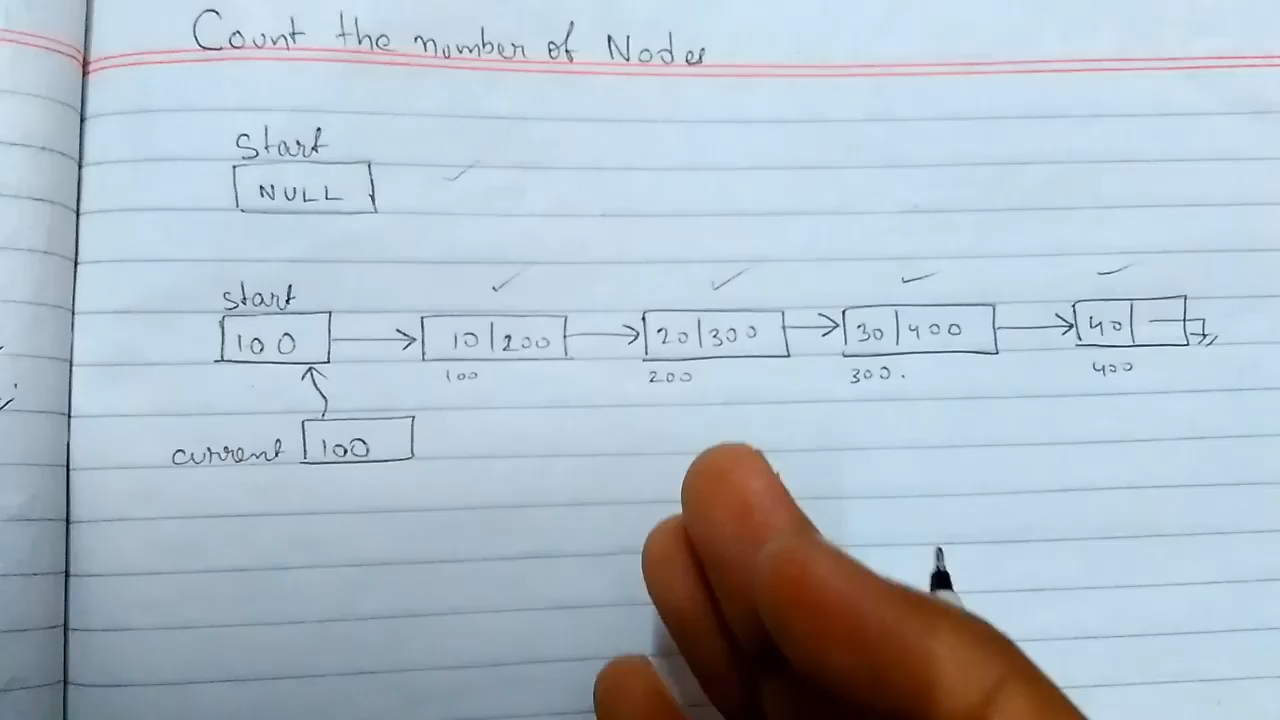 Count the number of Nodes
start
NULL
start
100 10 200 20 300 30 400 40
100 200 300. 400
current 100